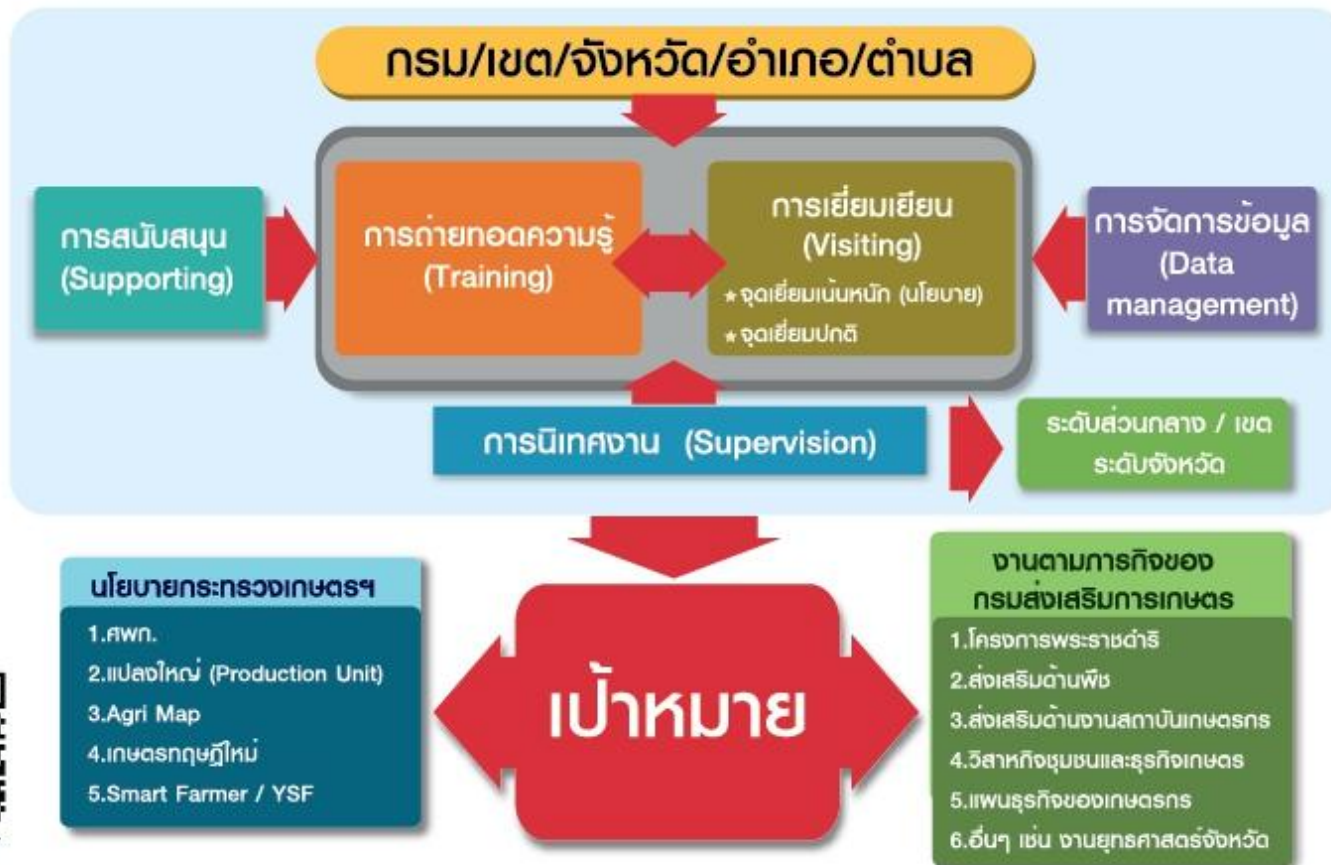 กรม/เขต/จังหวัด/อำเภอ/ตำบล
การสนับสนุน
(Supporting)
การถ่ายทอดความรู้
(Training)
การเยี่ยมเยียน
(Visiting)
★จุดเยี่ยมเน้นหนัก (นโยบาย)
★จุดเยี่ยมปกติ
การจัดการข้อมูล
(Data
management)
การนิเทศงาน (Supervision)
ระดับส่วนกลาง / เขต
ระดับจังหวัด
นโยบายกระทรวงเกษตรฯ
1.ศพก.
2.แปลงใหญ่ (Production Unit)
3.Agri Map
4.เกษตรทฤษฎีใหม่
5.Smart Farmer / YSF
เป้าหมาย
งานตามภารกิจของ
กรมส่งเสริมการเกษตร
1.โครงการพระราชดำริ
2.ส่งเสริมด้านพืช
3.ส่งเสริมด้านงานสถาบันเกษตรกร
4.วิสาหกิจชุมชนและธุรกิจเกษตร
5.แผนธุรกิจของเกษตรกร
6.อื่นๆ เช่น งานยุทธศาสตร์จังหวัด